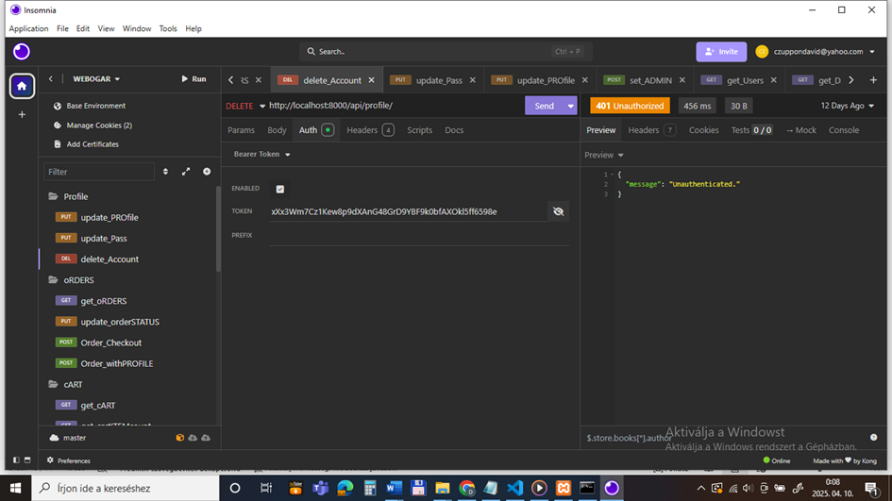 Insomnia
Application File Edit View Window Tools Help
Search.. Ctrl + P Invite czuppondavid@yahoo.com
WEBOGAR Run
RS DEL delete_Account PUT update_Pass PUT update_PROfile POST set_ADMIN GET get_Users GET get_D
Base Environment
Manage Cookies (2)
Add Certificates
Filter
Profile
PUT update_PROfile
PUT update_Pass
DEL delete_Account
oRDERS
GET get_oRDERS
PUT update_orderSTATUS
POST Order_Checkout
POST Order_withPROFILE
cART
GET get_cART
master
Preferences
DELETE http://localhost:8000/api/profile/ Send
Params Body Auth Headers 4 Scripts Docs
Bearer Token
ENABLED
TOKEN
PREFIX
401 Unauthorized 456 ms 30 B 12 Days Ago
Preview Headers 7 Cookies Tests 0 / 0 Mock Console
Preview
1 {
2 "message": "Unauthenticated."
3 }
$.store.books[*].author
Aktiválja a Windowst
Aktiválja a Windows rendszert a Gépházban.
Online Made with by Kong
Írjon ide a kereséshez
0:08
2025. 04. 10.